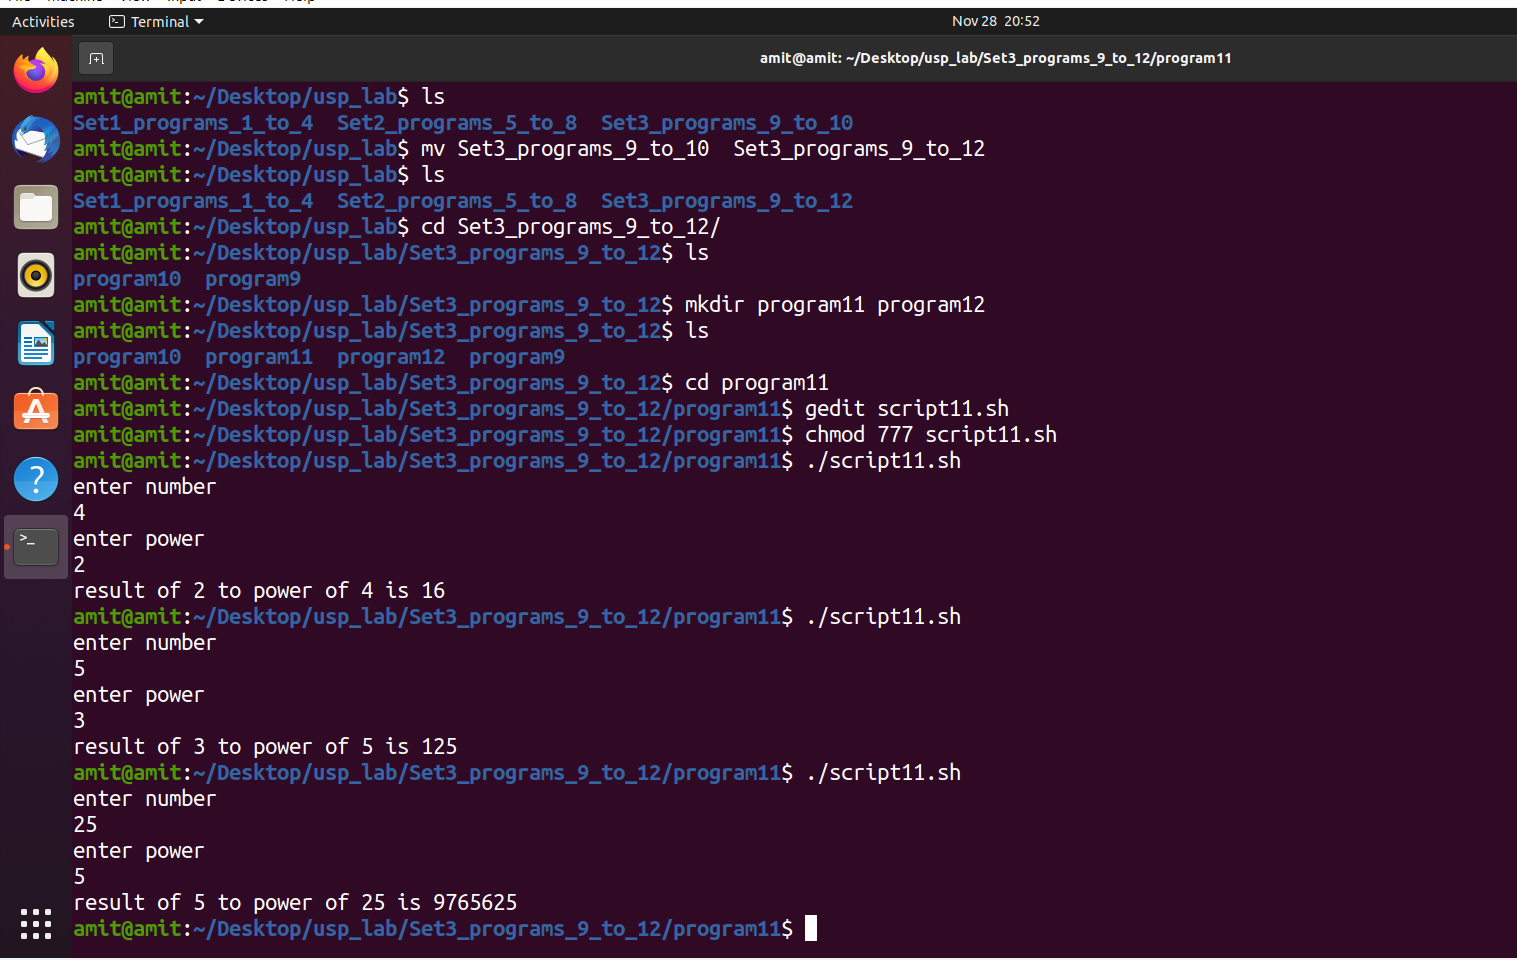 Activities Terminal Nov 28 20:52
amit@amit: ~/Desktop/usp_lab/Set3_programs_9_to_12/program11
amit@amit:~/Desktop/usp_lab$ ls
Set1_programs_1_to_4  Set2_programs_5_to_8  Set3_programs_9_to_10
amit@amit:~/Desktop/usp_lab$ mv Set3_programs_9_to_10  Set3_programs_9_to_12
amit@amit:~/Desktop/usp_lab$ ls
Set1_programs_1_to_4  Set2_programs_5_to_8  Set3_programs_9_to_12
amit@amit:~/Desktop/usp_lab$ cd Set3_programs_9_to_12/
amit@amit:~/Desktop/usp_lab/Set3_programs_9_to_12$ ls
program10  program9
amit@amit:~/Desktop/usp_lab/Set3_programs_9_to_12$ mkdir program11 program12
amit@amit:~/Desktop/usp_lab/Set3_programs_9_to_12$ ls
program10  program11  program12  program9
amit@amit:~/Desktop/usp_lab/Set3_programs_9_to_12$ cd program11
amit@amit:~/Desktop/usp_lab/Set3_programs_9_to_12/program11$ gedit script11.sh
amit@amit:~/Desktop/usp_lab/Set3_programs_9_to_12/program11$ chmod 777 script11.sh
amit@amit:~/Desktop/usp_lab/Set3_programs_9_to_12/program11$ ./script11.sh
enter number
4
enter power
2
result of 2 to power of 4 is 16
amit@amit:~/Desktop/usp_lab/Set3_programs_9_to_12/program11$ ./script11.sh
enter number
5
enter power
3
result of 3 to power of 5 is 125
amit@amit:~/Desktop/usp_lab/Set3_programs_9_to_12/program11$ ./script11.sh
enter number
25
enter power
5
result of 5 to power of 25 is 9765625
amit@amit:~/Desktop/usp_lab/Set3_programs_9_to_12/program11$